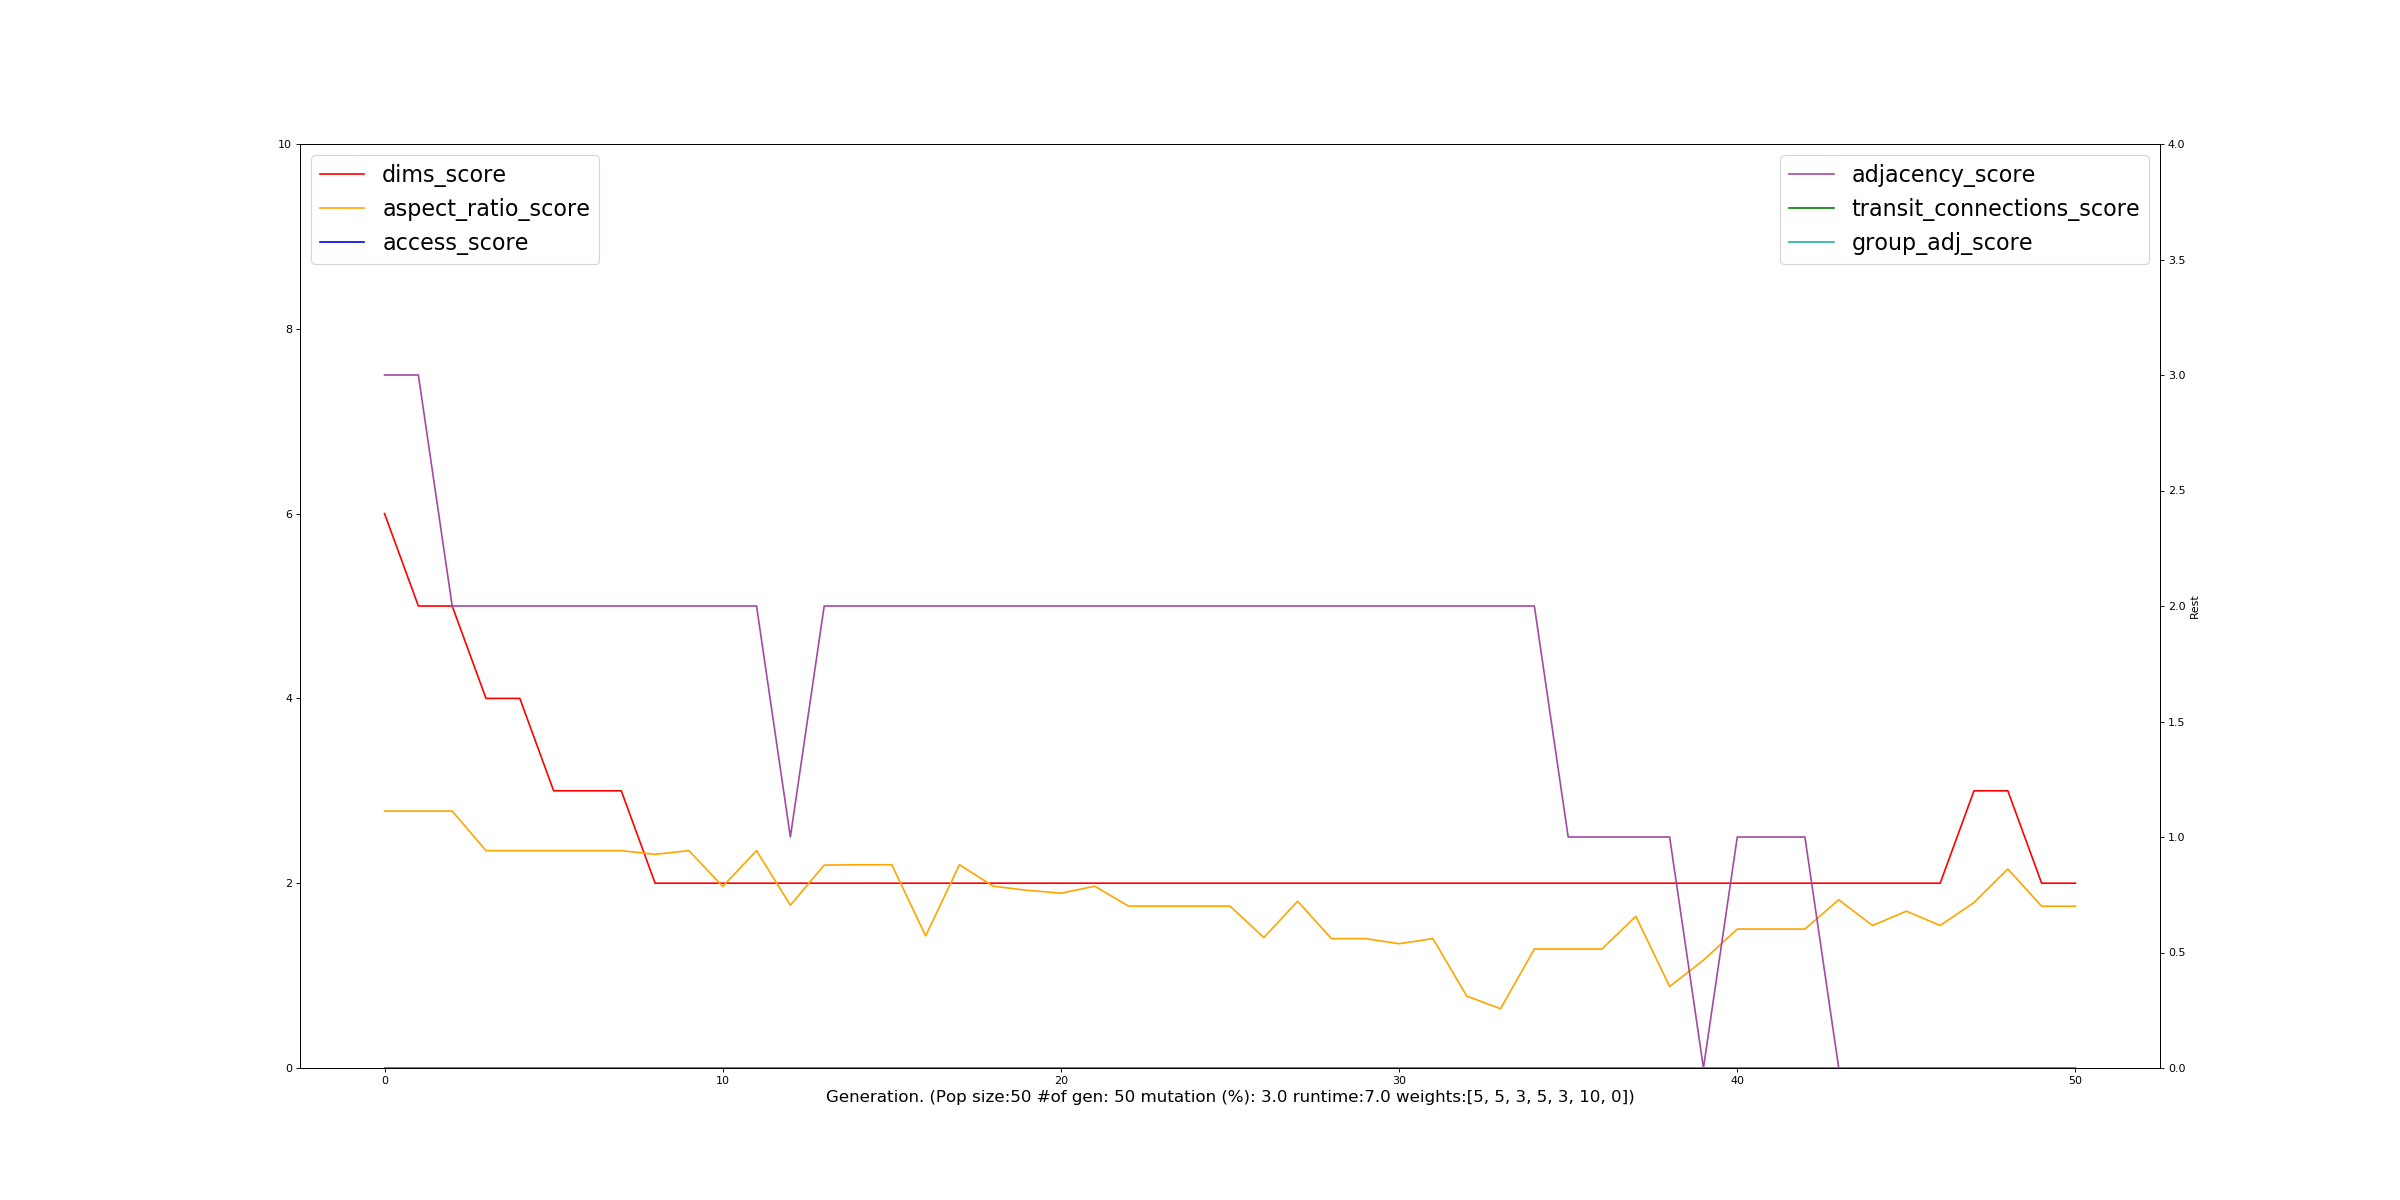 dims_score
aspect_ratio_score
access_score
adjacency_score
transit_connections_score
group_adj_score
10
8
6
4
2
0
4.0
3.5
3.0
2.5
2.0
1.5
1.0
0.5
0.0
Rest
0 10 20 30 40 50
Generation. (Pop size:50 #of gen: 50 mutation (%): 3.0 runtime:7.0 weights:[5, 5, 3, 5, 3, 10, 0])